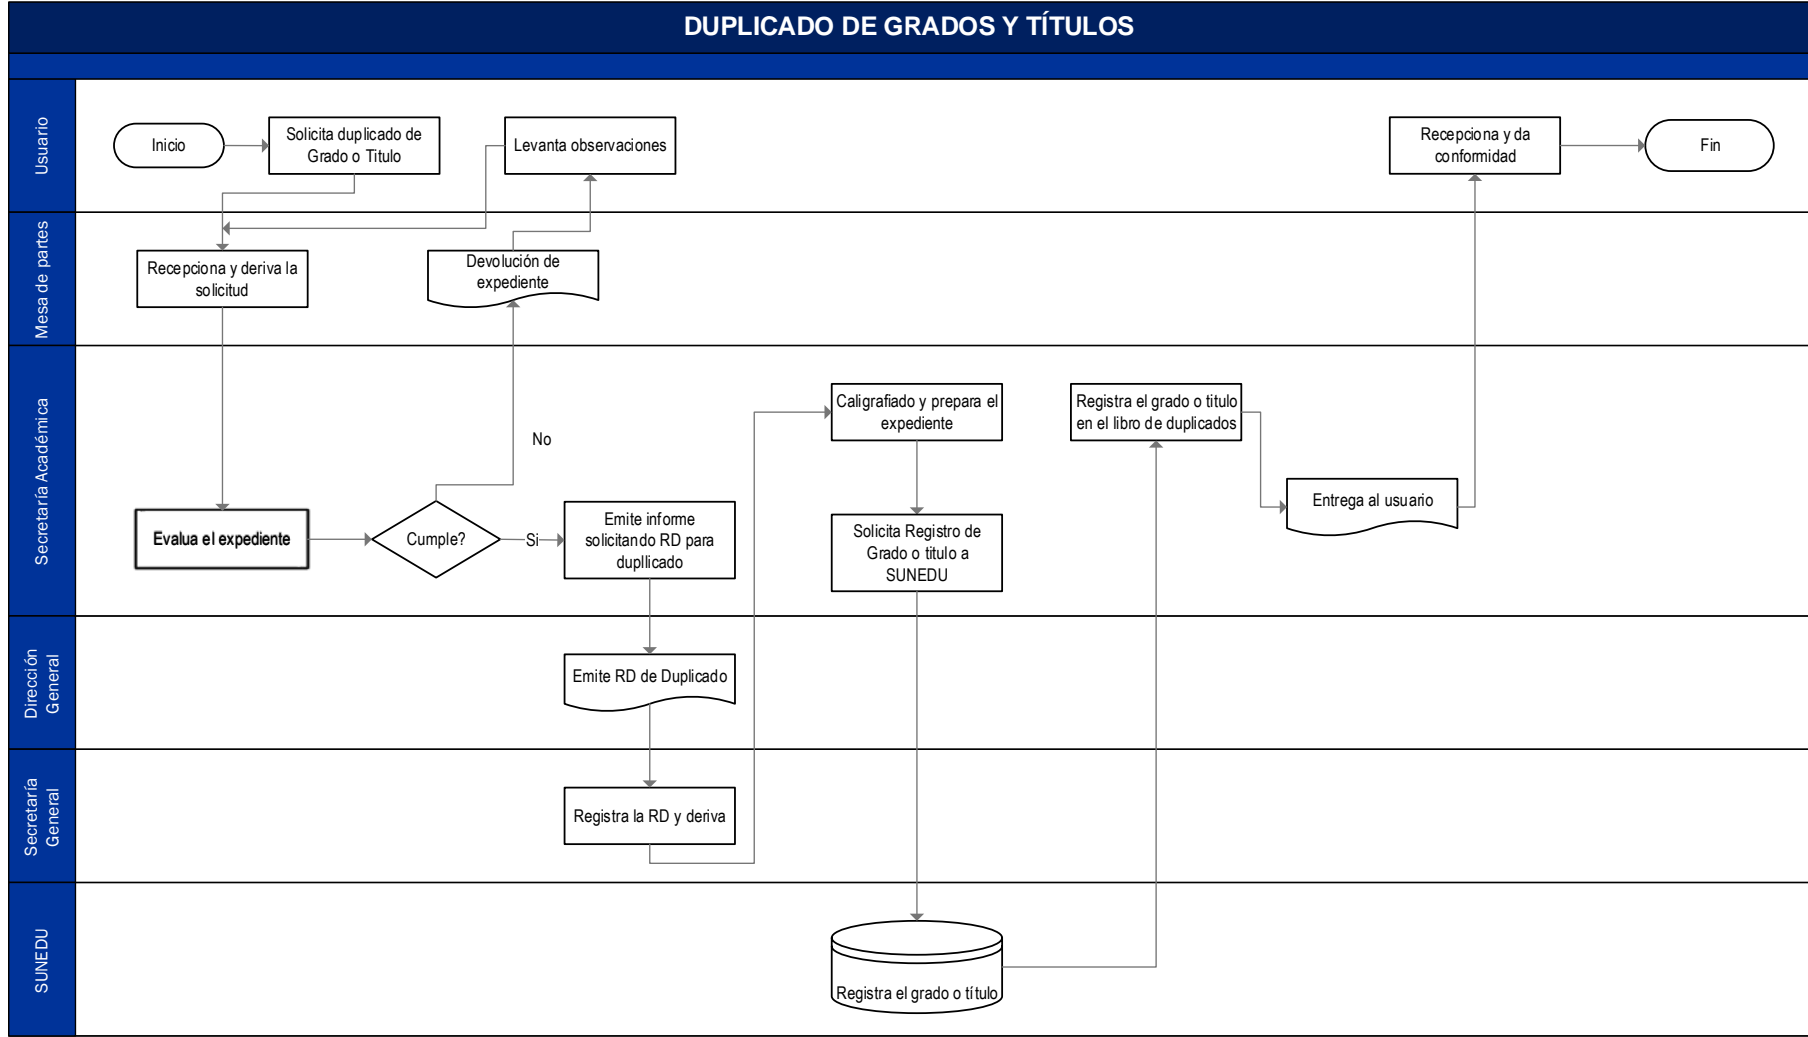 DUPLICADO DE GRADOS Y TÍTULOS
Usuario
Inicio
Solicita duplicado de
Grado o Titulo
Levanta observaciones
Recepciona y da
conformidad
Fin
Mesa de partes
Recepciona y deriva la
solicitud
Devolución de
expediente
Secretaría Académica
Caligrafiado y prepara el
expediente
Registra el grado o titulo
en el libro de duplicados
No
Entrega al usuario
Evalua el expediente
Cumple?
Si
Emite informe
solicitando RD para
dupllicado
Solicita Registro de
Grado o titulo a
SUNEDU
Dirección
General
Emite RD de Duplicado
Secretaría
General
Registra la RD y deriva
SUNEDU
Registra el grado o título